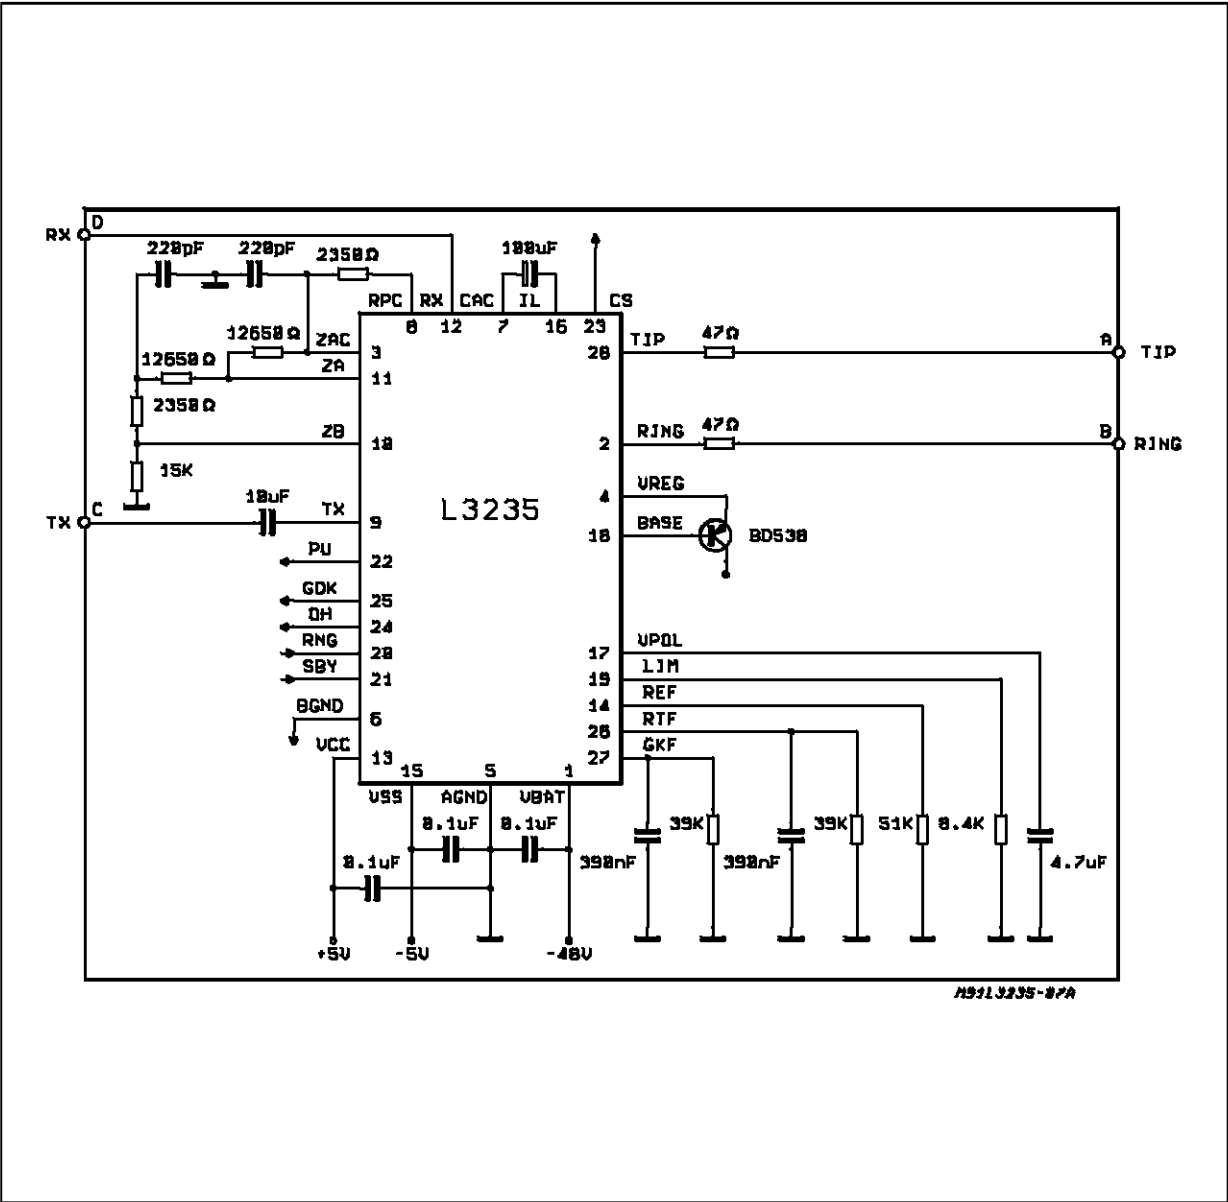 D
RX
220pF 220pF 2350Ω 100uF
RPC RX CAC IL CS
8 12 7 16 23
12650Ω ZAC 3
28 TIP 47Ω A TIP
12650Ω ZA 11
2350Ω
ZB 10
2 RING 47Ω B RING
15K
4 VREG
C 10uF
TX TX 9
L3235
18 BASE BD538
PU 22
GDK 25
OH 24
RNG 20
SBY 21
17 VPOL
19 LIM
14 REF
26 RTF
27 GKF
BGND 6
VCC 13
15 5 1
VSS AGND VBAT
0.1uF 0.1uF
0.1uF
39K 39K 51K 8.4K
390nF 390nF 4.7uF
+5V -5V -48V
M91L3235-07A